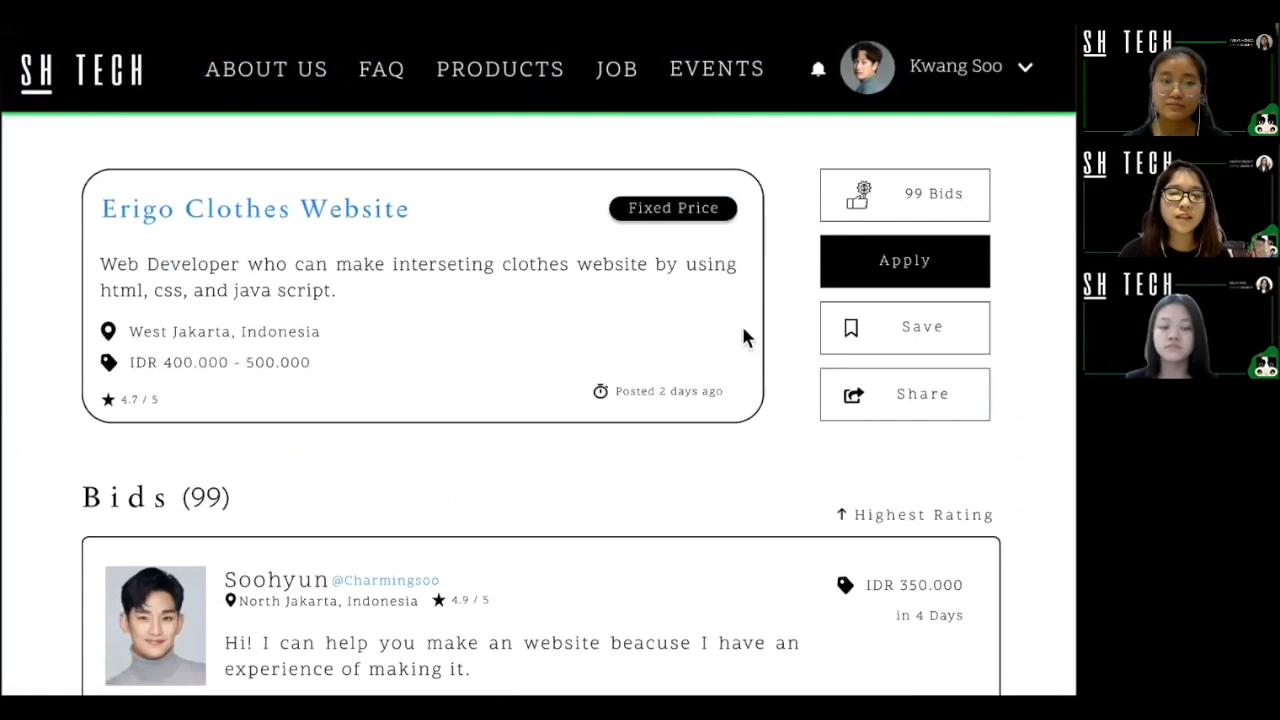 SH TECH
ABOUT US FAQ PRODUCTS JOB EVENTS
Kwang Soo
Erigo Clothes Website
Fixed Price
Web Developer who can make interseting clothes website by using
html, css, and java script.
West Jakarta, Indonesia
IDR 400.000 - 500.000
4.7 / 5
Posted 2 days ago
99 Bids
Apply
Save
Share
Bids (99)
↑ Highest Rating
Soohyun @Charmingsoo
North Jakarta, Indonesia 4.9 / 5
IDR 350.000
in 4 Days
Hi! I can help you make an website beacuse I have an
experience of making it.
SH TECH
SH TECH
SH TECH